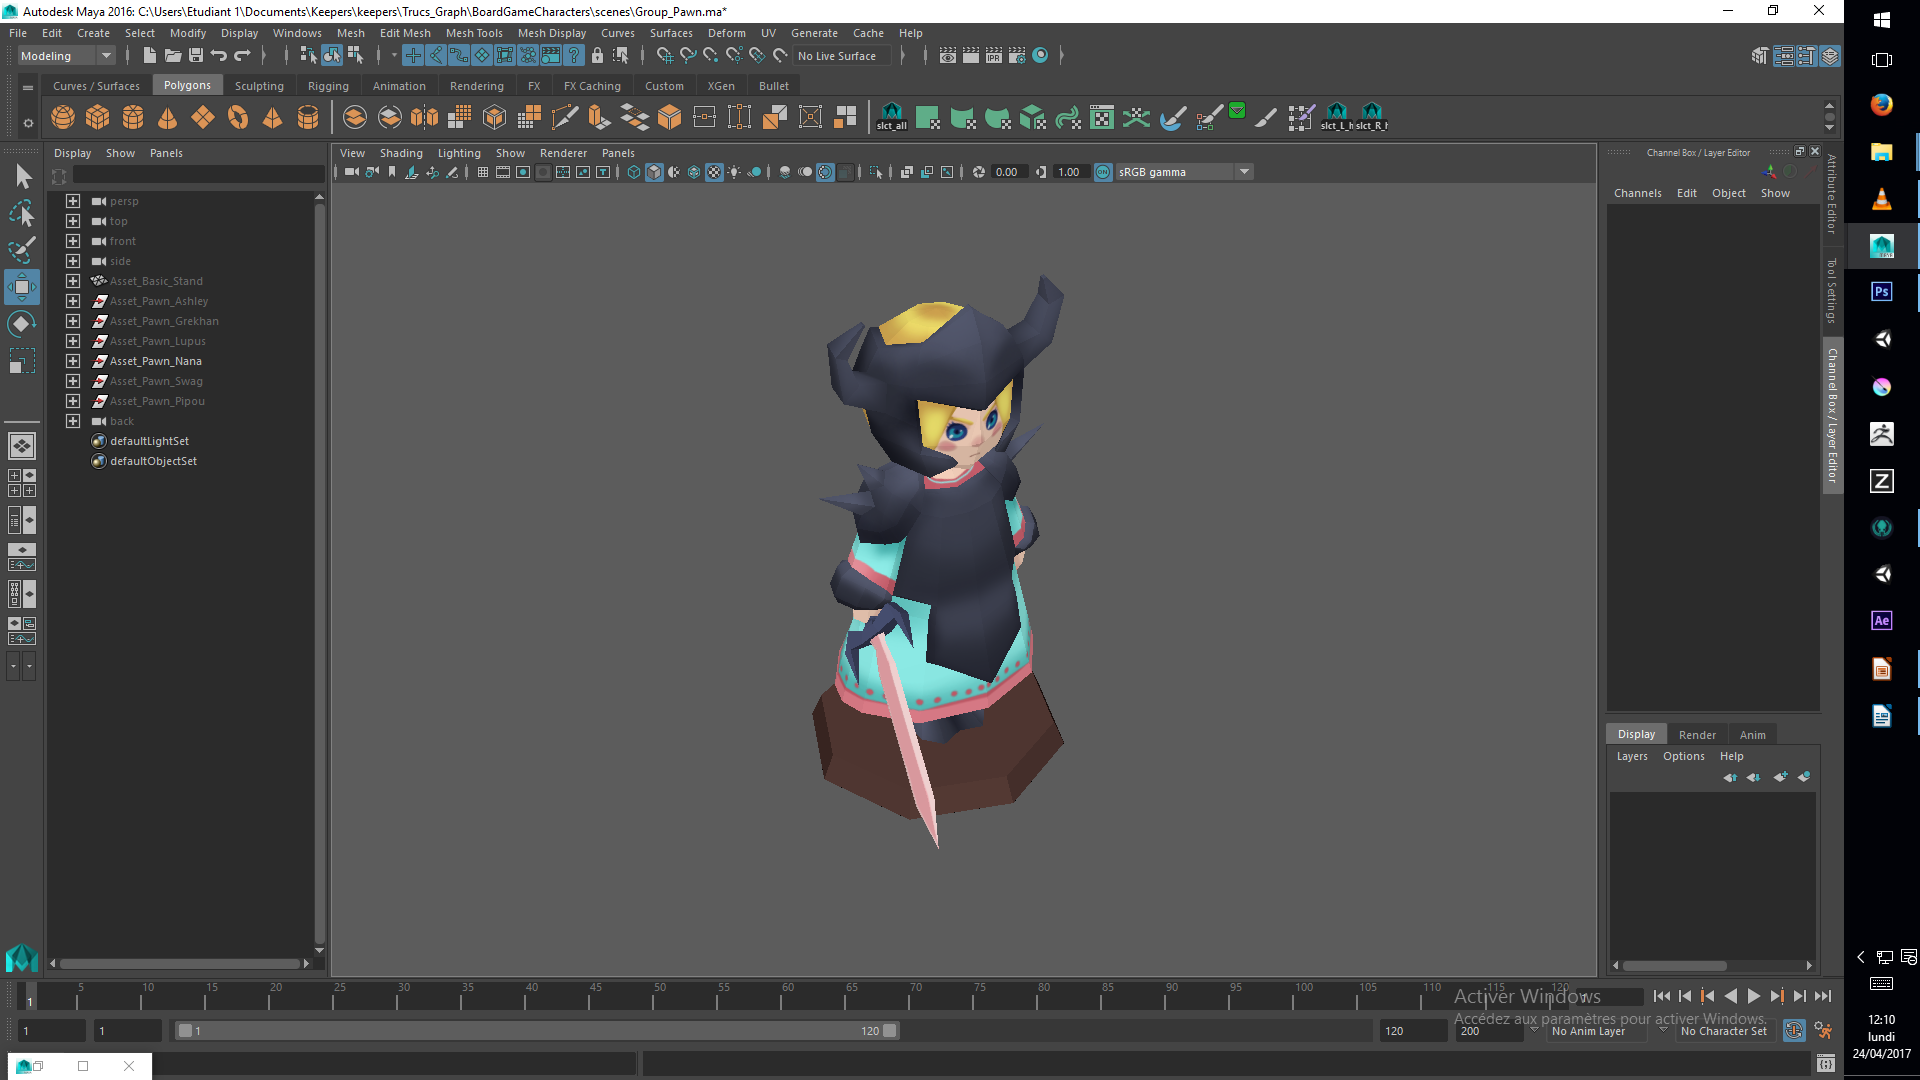 Autodesk Maya 2016: C:\Users\Etudiant 1\Documents\Keepers\keepers\Trucs_Graph\BoardGameCharacters\scenes\Group_Pawn.ma*
File Edit Create Select Modify Display Windows Mesh Edit Mesh Mesh Tools Mesh Display Curves Surfaces Deform UV Generate Cache Help
Modeling No Live Surface
Curves / Surfaces Polygons Sculpting Rigging Animation Rendering FX FX Caching Custom XGen Bullet
slct_all slct_L_h slct_R_h
IPR
Display Show Panels
View Shading Lighting Show Renderer Panels
0.00 1.00 ON sRGB gamma
persp
top
front
side
Asset_Basic_Stand
Asset_Pawn_Ashley
Asset_Pawn_Grekhan
Asset_Pawn_Lupus
Asset_Pawn_Nana
Asset_Pawn_Swag
Asset_Pawn_Pipou
back
defaultLightSet
defaultObjectSet
Channel Box / Layer Editor
Channels Edit Object Show
Attribute Editor
Tool Settings
Channel Box / Layer Editor
Display Render Anim
Layers Options Help
Ps
Z
Ae
1 5 10 15 20 25 30 35 40 45 50 55 60 65 70 75 80 85 90 95 100 105 110 115 120
1 1 1 120 120 200 No Anim Layer No Character Set
Activer Windows
Accédez aux paramètres pour activer Windows.
12:10
lundi
24/04/2017